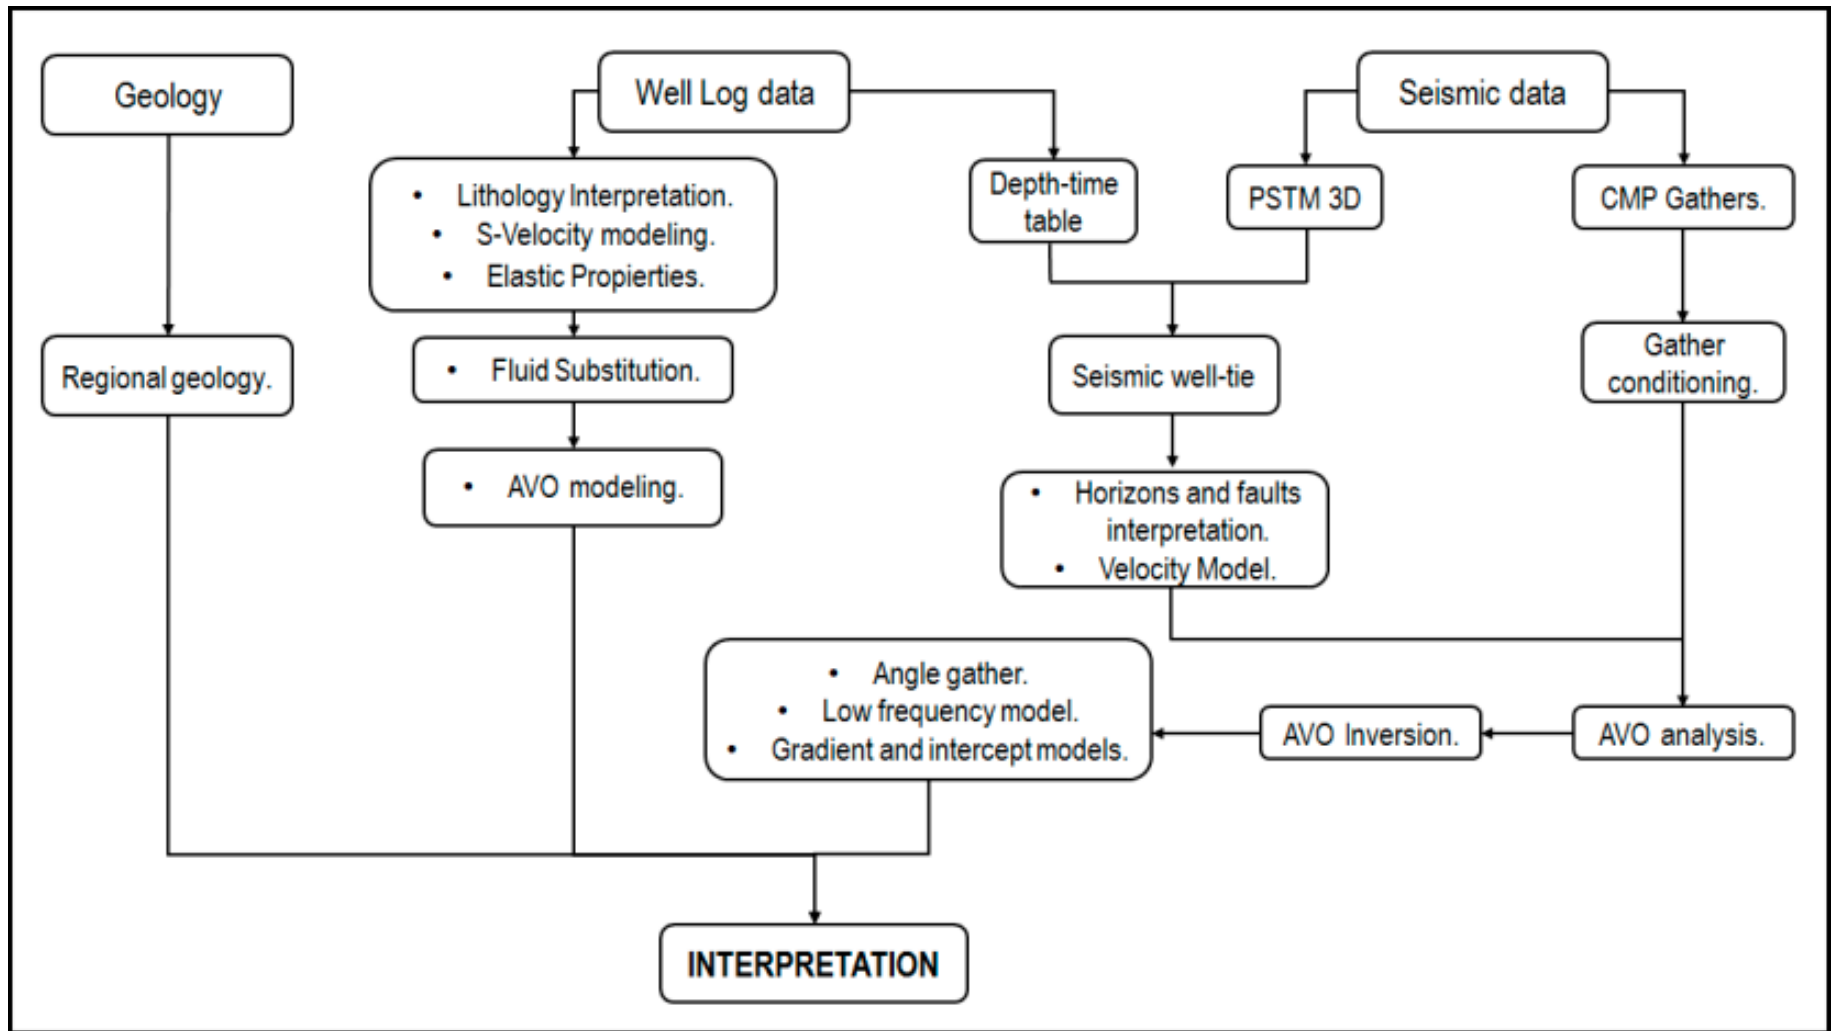 Geology
Well Log data
Seismic data
• Lithology Interpretation.
• S-Velocity modeling.
• Elastic Propierties.
Depth-time
table
PSTM 3D
CMP Gathers.
Regional geology.
• Fluid Substitution.
Seismic well-tie
Gather
conditioning.
• AVO modeling.
• Horizons and faults
interpretation.
• Velocity Model.
• Angle gather.
• Low frequency model.
• Gradient and intercept models.
AVO Inversion.
AVO analysis.
INTERPRETATION